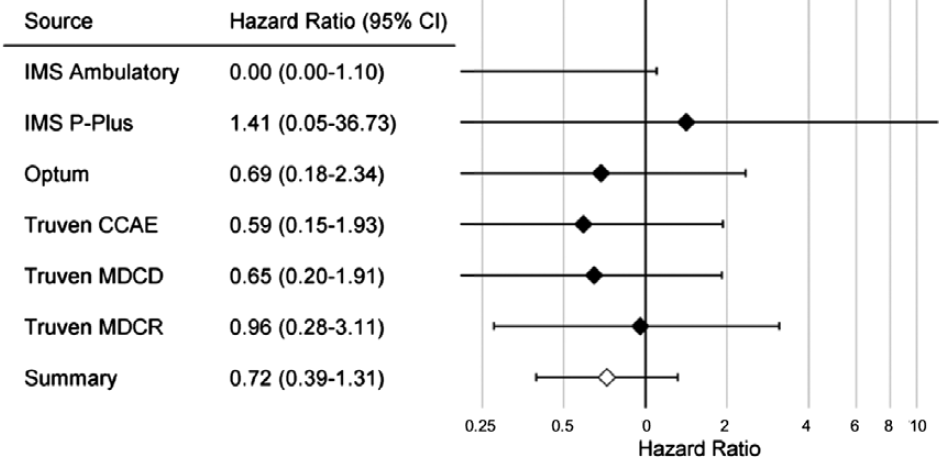 Source Hazard Ratio (95% CI)
IMS Ambulatory 0.00 (0.00-1.10)
IMS P-Plus 1.41 (0.05-36.73)
Optum 0.69 (0.18-2.34)
Truven CCAE 0.59 (0.15-1.93)
Truven MDCD 0.65 (0.20-1.91)
Truven MDCR 0.96 (0.28-3.11)
Summary 0.72 (0.39-1.31)
0.25 0.5 0 2 4 6 8 10
Hazard Ratio